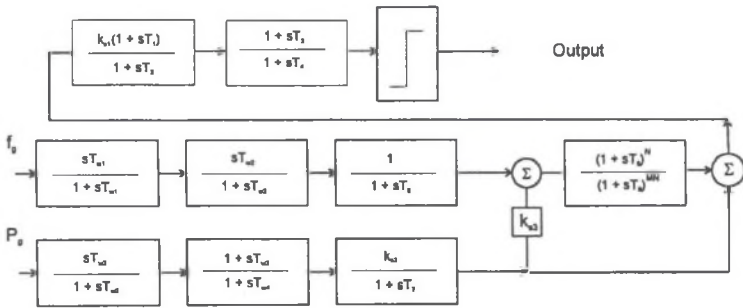 k_s1(1 + sT_1)
1 + sT_2
1 + sT_3
1 + sT_4
Output
f_g
sT_w1
1 + sT_w1
sT_w2
1 + sT_w2
1
1 + sT_6
Σ
(1 + sT_8)^N
(1 + sT_9)^MN
Σ
k_s3
P_g
sT_w3
1 + sT_w3
1 + sT_w3
1 + sT_w4
k_s2
1 + sT_7